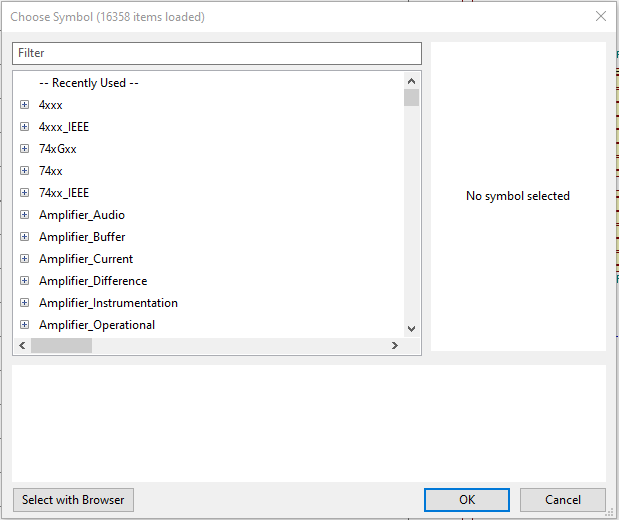 Choose Symbol (16358 items loaded)
Filter
-- Recently Used --
4xxx
4xxx_IEEE
74xGxx
74xx
74xx_IEEE
Amplifier_Audio
Amplifier_Buffer
Amplifier_Current
Amplifier_Difference
Amplifier_Instrumentation
Amplifier_Operational
No symbol selected
Select with Browser
OK
Cancel